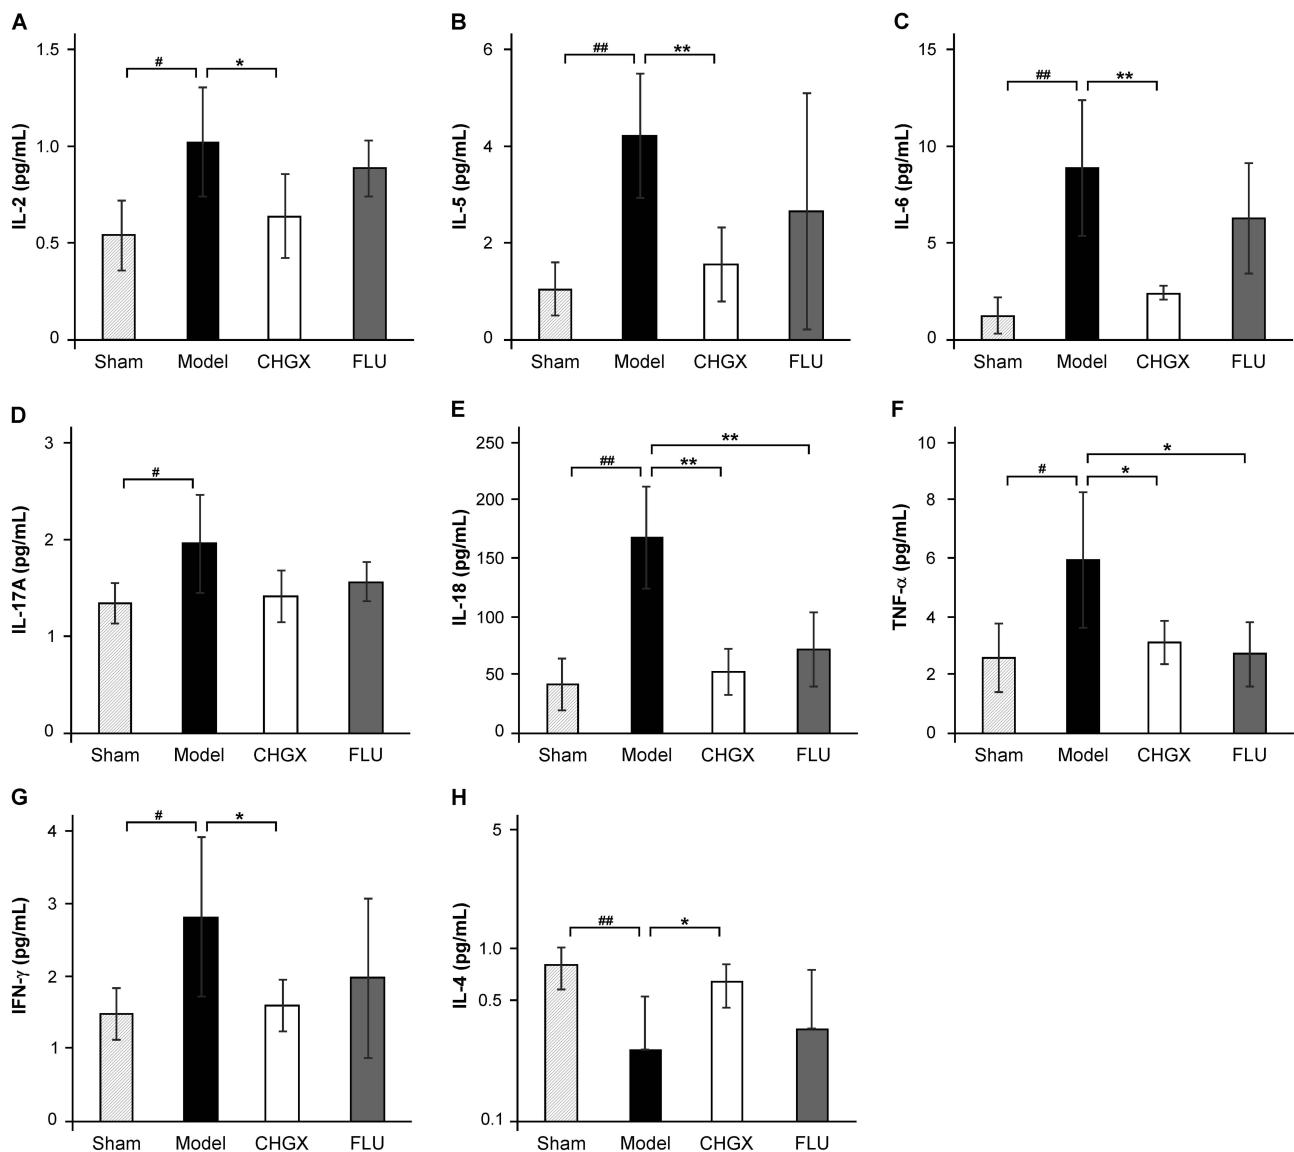 A
IL-2 (pg/mL)
1.5
1.0
0.5
0
#
*
Sham Model CHGX FLU
B
IL-5 (pg/mL)
6
4
2
0
##
**
Sham Model CHGX FLU
C
IL-6 (pg/mL)
15
10
5
0
##
**
Sham Model CHGX FLU
D
IL-17A (pg/mL)
3
2
1
0
#
Sham Model CHGX FLU
E
IL-18 (pg/mL)
250
200
150
100
50
0
##
**
**
Sham Model CHGX FLU
F
TNF-α (pg/mL)
10
8
6
4
2
0
#
*
*
Sham Model CHGX FLU
G
IFN-γ (pg/mL)
4
3
2
1
0
#
*
Sham Model CHGX FLU
H
IL-4 (pg/mL)
5
1.0
0.5
0.1
##
*
Sham Model CHGX FLU